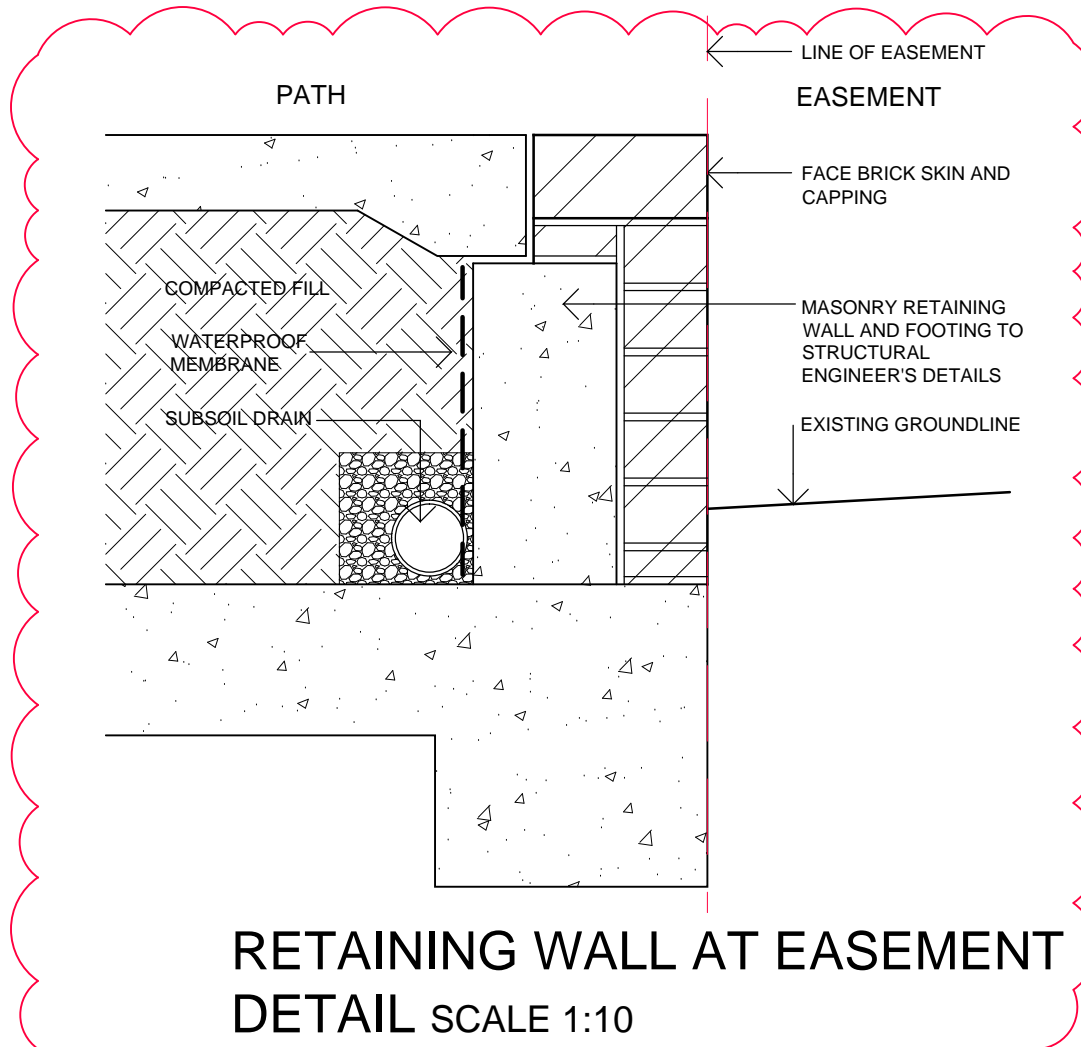 LINE OF EASEMENT
PATH
EASEMENT
FACE BRICK SKIN AND
CAPPING
COMPACTED FILL
WATERPROOF
MEMBRANE
SUBSOIL DRAIN
MASONRY RETAINING
WALL AND FOOTING TO
STRUCTURAL
ENGINEER'S DETAILS
EXISTING GROUNDLINE
RETAINING WALL AT EASEMENT
DETAIL SCALE 1:10